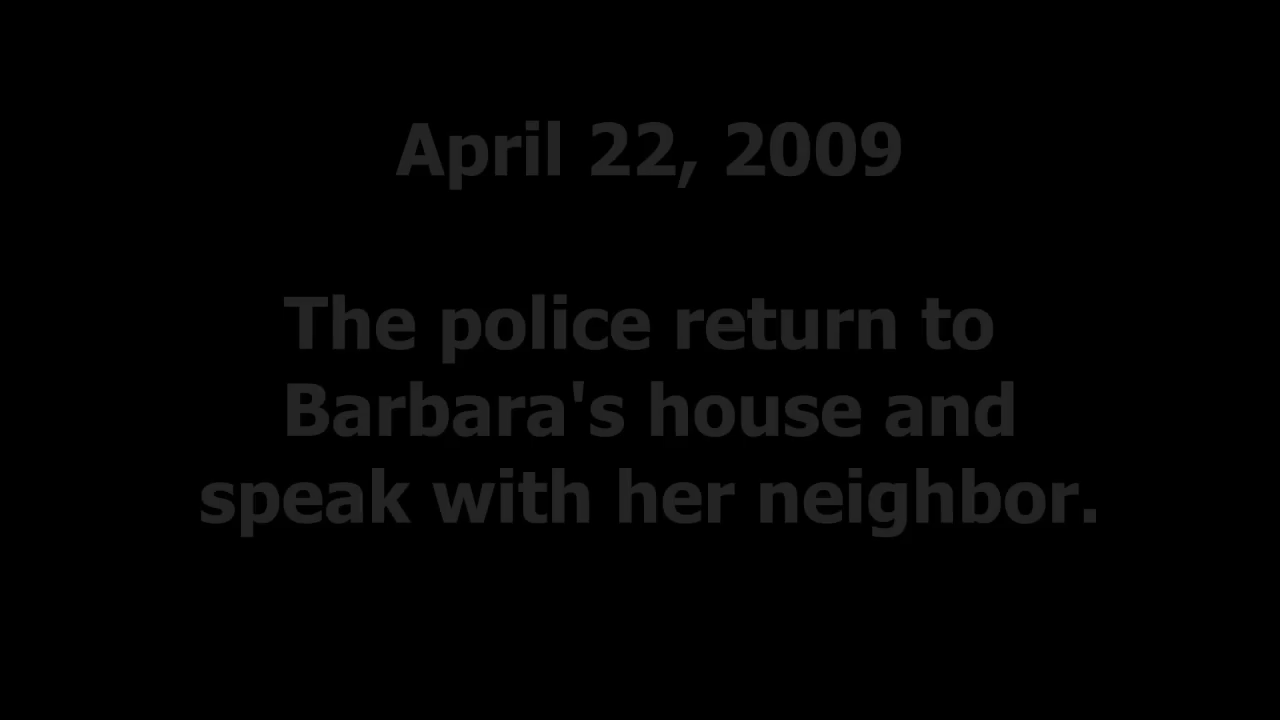 April 22, 2009
The police return to
Barbara's house and
speak with her neighbor.